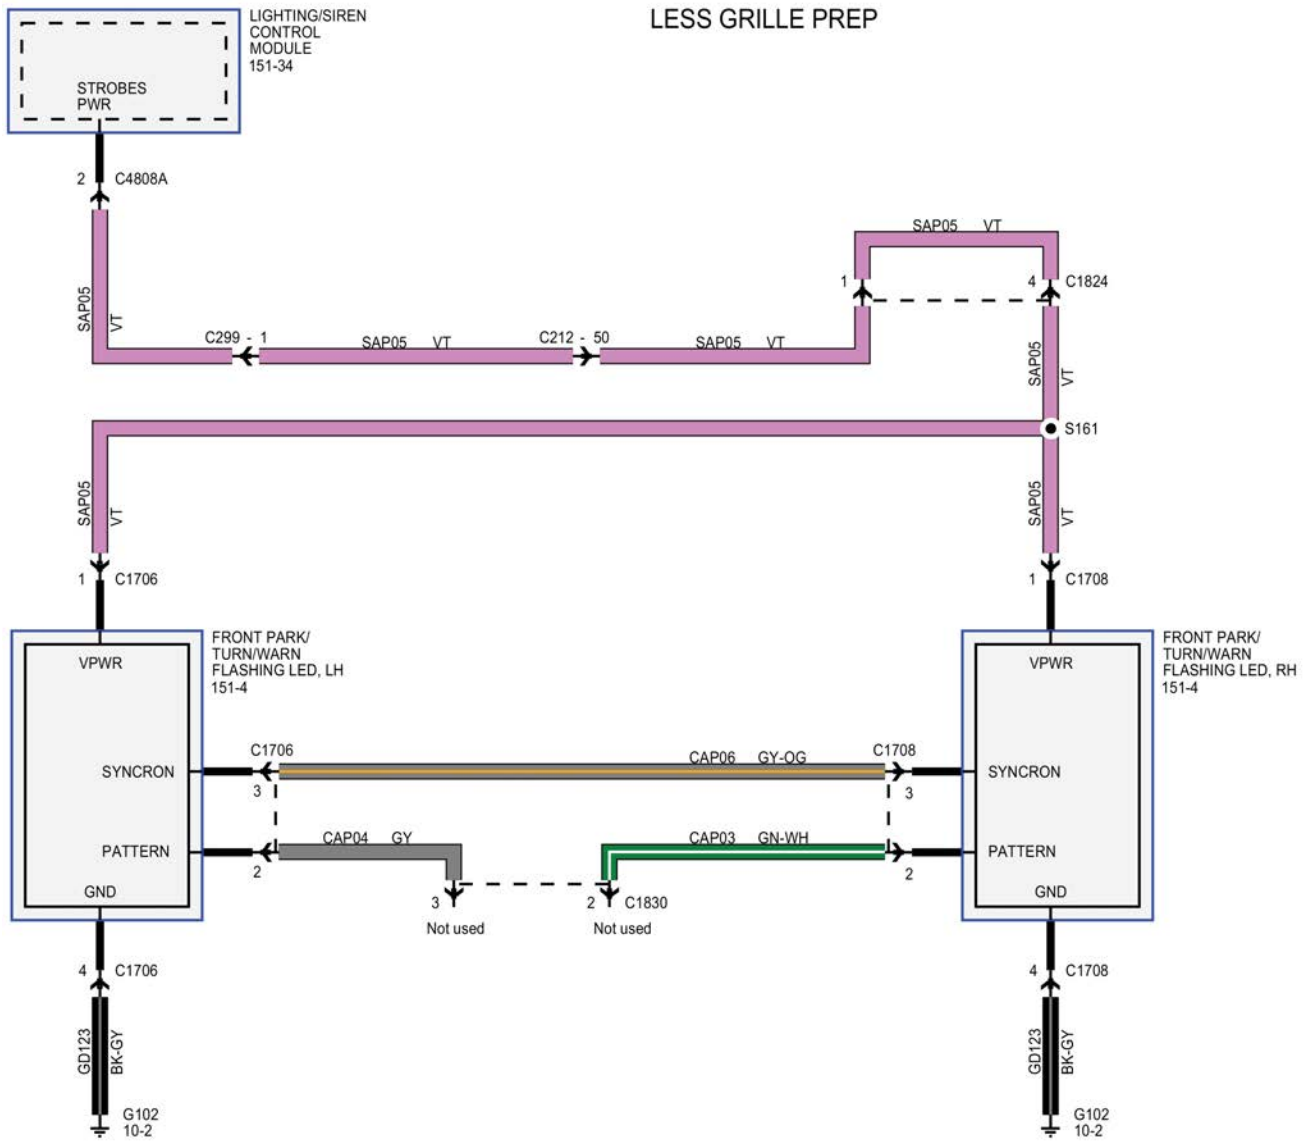 LESS GRILLE PREP
LIGHTING/SIREN
CONTROL
MODULE
151-34
STROBES
PWR
2 C4808A
SAP05 VT
SAP05 VT
1 4 C1824
C299 - 1
SAP05 VT
C212 - 50
SAP05 VT
SAP05 VT
S161
SAP05 VT
SAP05 VT
1 C1706
1 C1708
FRONT PARK/
TURN/WARN
FLASHING LED, LH
151-4
VPWR
FRONT PARK/
TURN/WARN
FLASHING LED, RH
151-4
VPWR
C1706
CAP06 GY-OG
C1708
SYNCRON
3
3
SYNCRON
CAP04 GY
CAP03 GN-WH
PATTERN
2
2
PATTERN
GND
3
2 C1830
GND
Not used
Not used
4 C1706
4 C1708
GD123 BK-GY
GD123 BK-GY
G102
10-2
G102
10-2